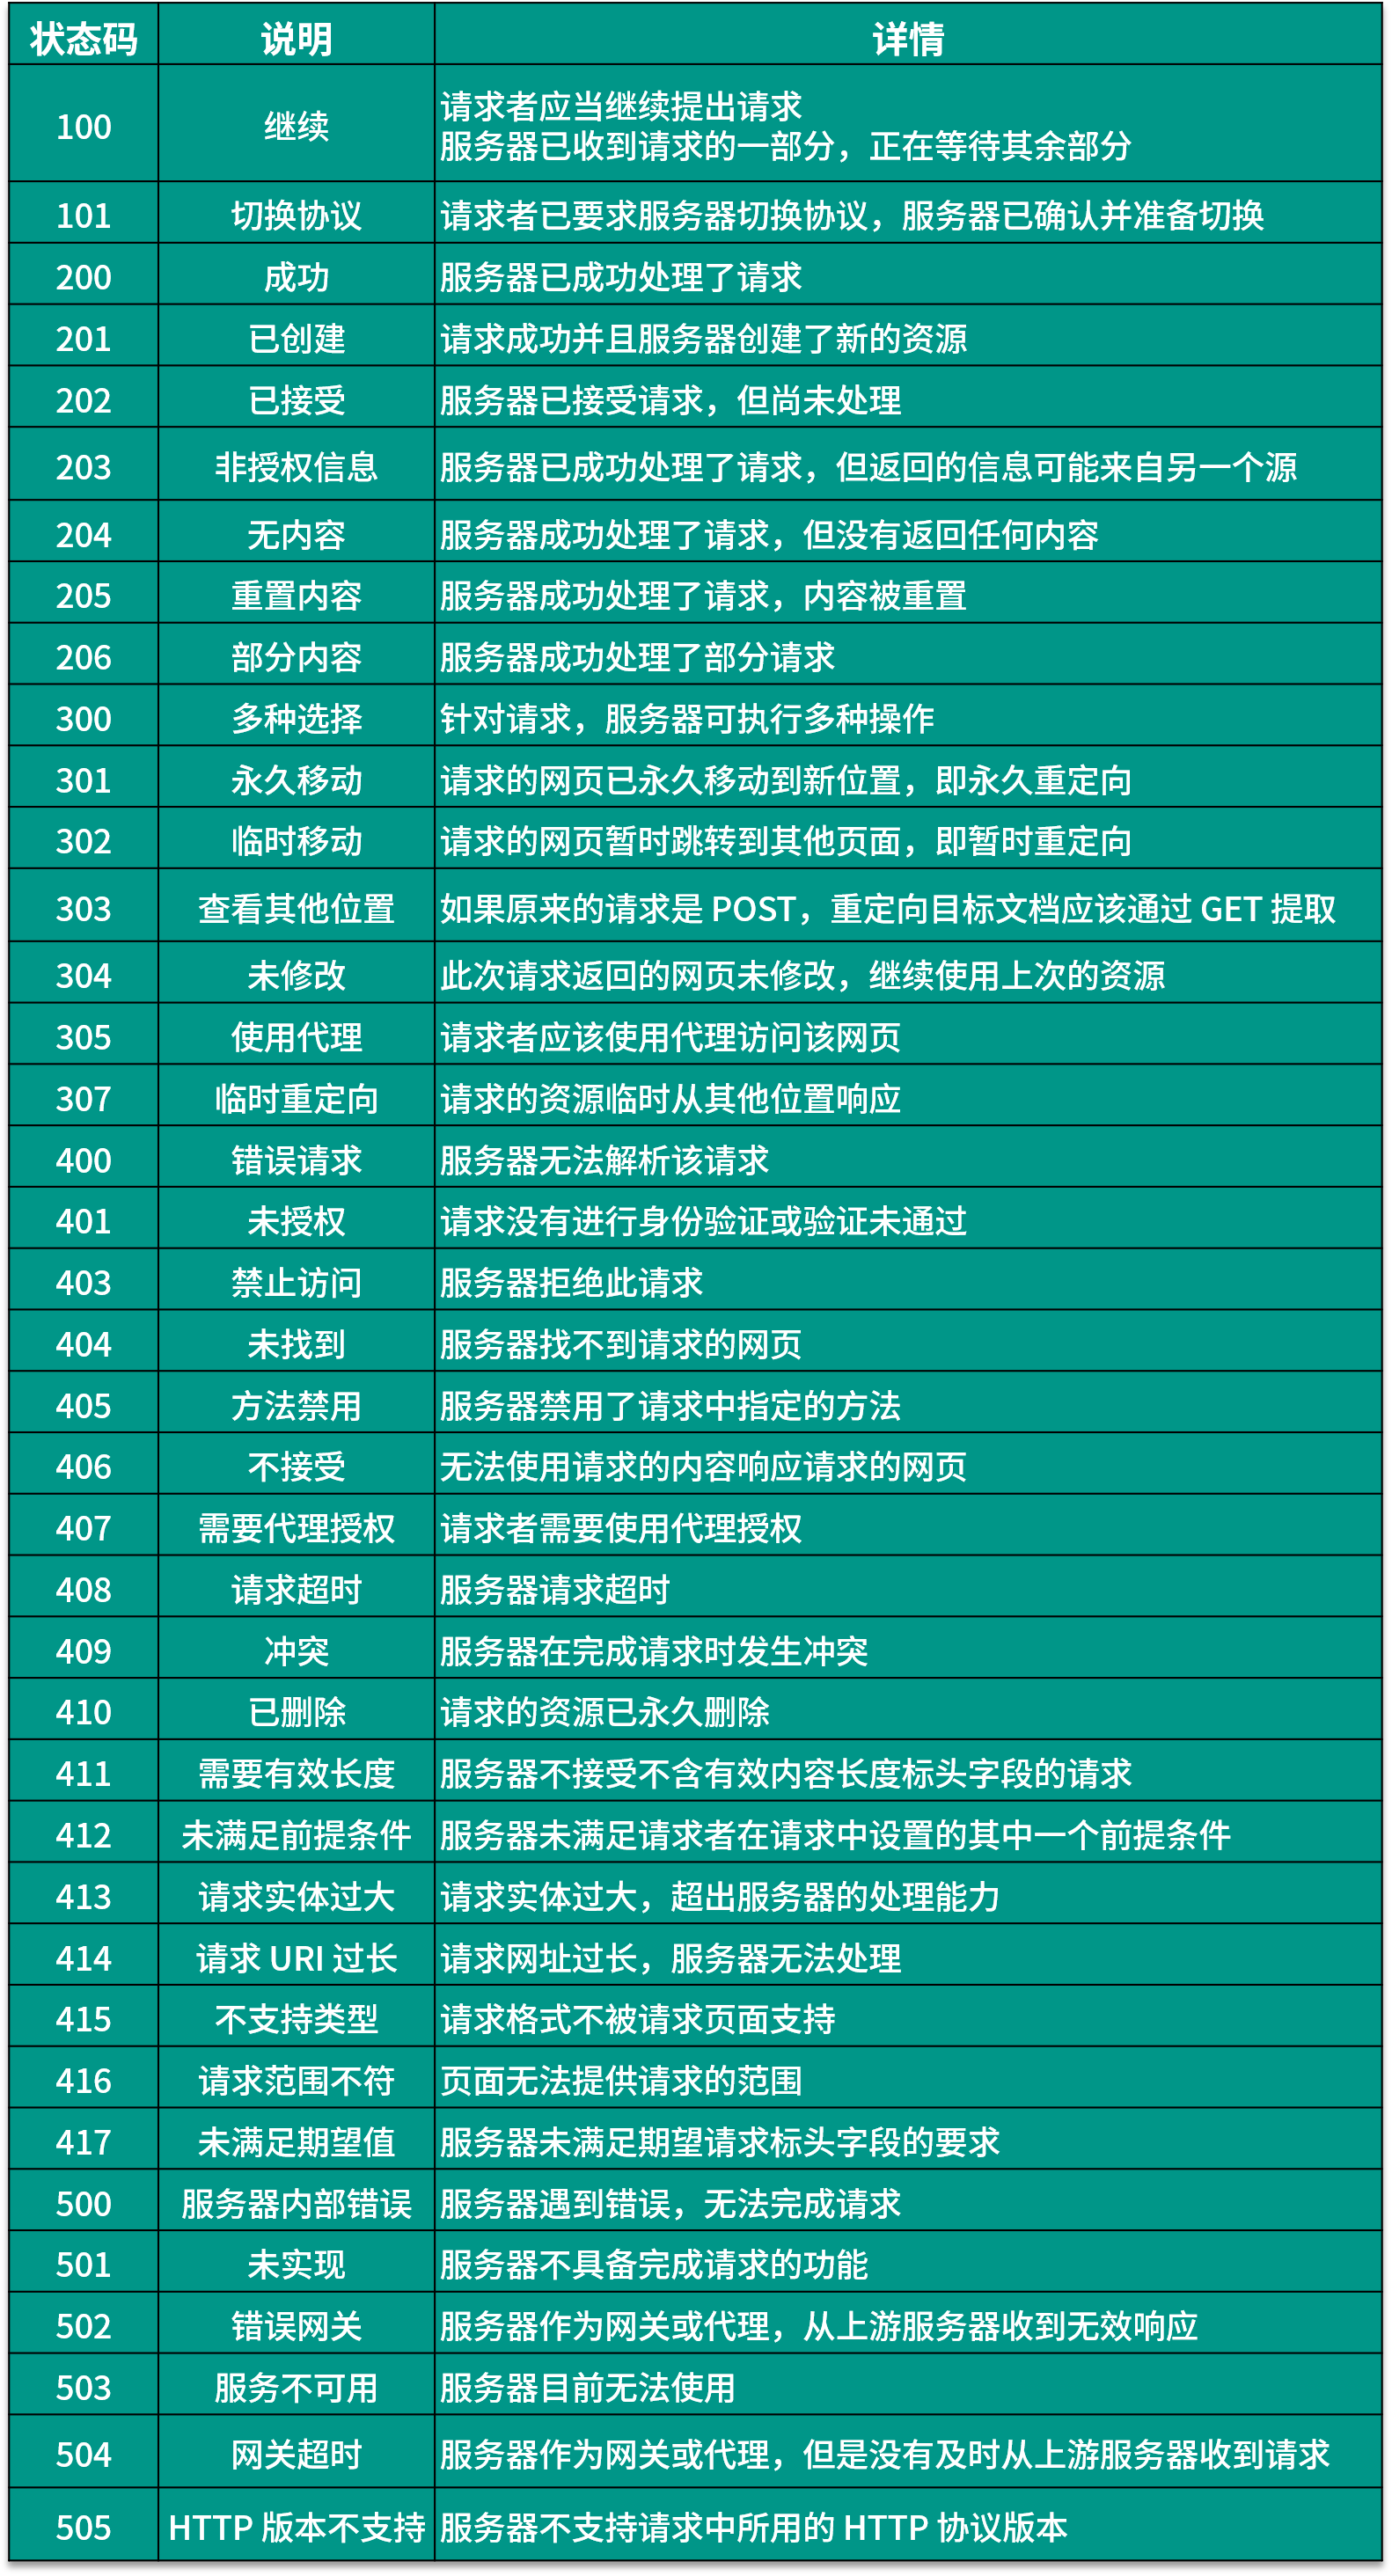 状态码 说明 详情
100 继续 请求者应当继续提出请求
服务器已收到请求的一部分，正在等待其余部分
101 切换协议 请求者已要求服务器切换协议，服务器已确认并准备切换
200 成功 服务器已成功处理了请求
201 已创建 请求成功并且服务器创建了新的资源
202 已接受 服务器已接受请求，但尚未处理
203 非授权信息 服务器已成功处理了请求，但返回的信息可能来自另一个源
204 无内容 服务器成功处理了请求，但没有返回任何内容
205 重置内容 服务器成功处理了请求，内容被重置
206 部分内容 服务器成功处理了部分请求
300 多种选择 针对请求，服务器可执行多种操作
301 永久移动 请求的网页已永久移动到新位置，即永久重定向
302 临时移动 请求的网页暂时跳转到其他页面，即暂时重定向
303 查看其他位置 如果原来的请求是 POST，重定向目标文档应该通过 GET 提取
304 未修改 此次请求返回的网页未修改，继续使用上次的资源
305 使用代理 请求者应该使用代理访问该网页
307 临时重定向 请求的资源临时从其他位置响应
400 错误请求 服务器无法解析该请求
401 未授权 请求没有进行身份验证或验证未通过
403 禁止访问 服务器拒绝此请求
404 未找到 服务器找不到请求的网页
405 方法禁用 服务器禁用了请求中指定的方法
406 不接受 无法使用请求的内容响应请求的网页
407 需要代理授权 请求者需要使用代理授权
408 请求超时 服务器请求超时
409 冲突 服务器在完成请求时发生冲突
410 已删除 请求的资源已永久删除
411 需要有效长度 服务器不接受不含有效内容长度标头字段的请求
412 未满足前提条件 服务器未满足请求者在请求中设置的其中一个前提条件
413 请求实体过大 请求实体过大，超出服务器的处理能力
414 请求 URI 过长 请求网址过长，服务器无法处理
415 不支持类型 请求格式不被请求页面支持
416 请求范围不符 页面无法提供请求的范围
417 未满足期望值 服务器未满足期望请求标头字段的要求
500 服务器内部错误 服务器遇到错误，无法完成请求
501 未实现 服务器不具备完成请求的功能
502 错误网关 服务器作为网关或代理，从上游服务器收到无效响应
503 服务不可用 服务器目前无法使用
504 网关超时 服务器作为网关或代理，但是没有及时从上游服务器收到请求
505 HTTP 版本不支持 服务器不支持请求中所用的 HTTP 协议版本